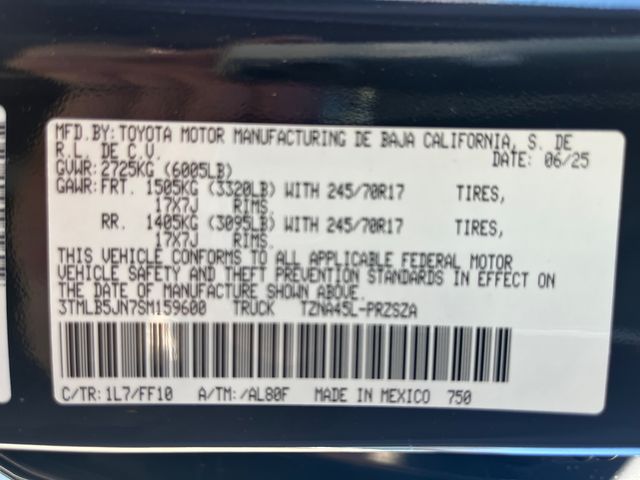 MFD.BY:TOYOTA MOTOR MANUFACTURING DE BAJA CALIFORNIA, S. DE
R.L. DE C.V. DATE: 06/25
GVWR:2725KG (6005LB)
GAWR:FRT. 1505KG (3320LB) WITH 245/70R17 TIRES,
17X7J RIMS.
RR. 1405KG (3095LB) WITH 245/70R17 TIRES,
17X7J RIMS.
THIS VEHICLE CONFORMS TO ALL APPLICABLE FEDERAL MOTOR
VEHICLE SAFETY AND THEFT PREVENTION STANDARDS IN EFFECT ON
THE DATE OF MANUFACTURE SHOWN ABOVE.
3TMLB5JN7SM159600 TRUCK TZNA45L-PRZSZA
C/TR:1L7/FF10 A/TM:/AL80F MADE IN MEXICO 750